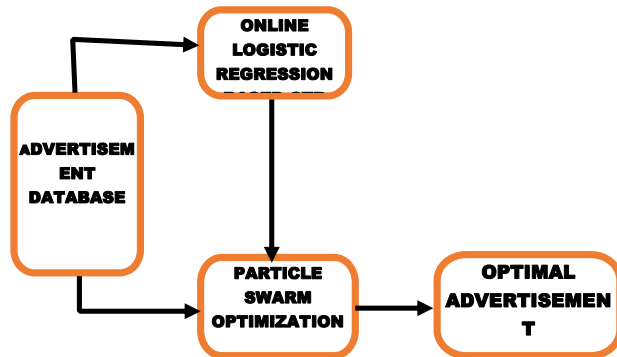 ONLINE
LOGISTIC
REGRESSION
ADVERTISEM
ENT
DATABASE
PARTICLE
SWARM
OPTIMIZATION
OPTIMAL
ADVERTISEMEN
T